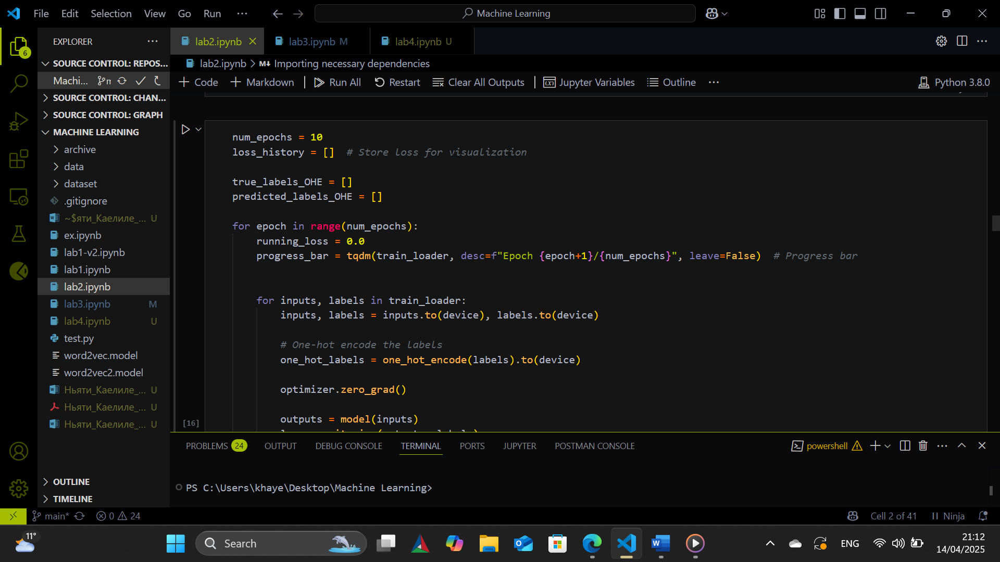 File Edit Selection View Go Run ···
Machine Learning
EXPLORER ···
lab2.ipynb
lab3.ipynb M
lab4.ipynb U
SOURCE CONTROL: REPOS...
Machi...
SOURCE CONTROL: CHAN...
SOURCE CONTROL: GRAPH
MACHINE LEARNING
archive
data
dataset
.gitignore
~$яти_Каелиле_... U
ex.ipynb
lab1-v2.ipynb
lab1.ipynb
lab2.ipynb
lab3.ipynb M
lab4.ipynb U
test.py
word2vec.model
word2vec2.model
Ньяти_Каелиле_... U
Ньяти_Каелиле_... U
Ньяти_Каелиле_... U
OUTLINE
TIMELINE
6
lab2.ipynb > M↓ Importing necessary dependencies
+ Code + Markdown | Run All Restart Clear All Outputs | Jupyter Variables Outline ··· Python 3.8.0
num_epochs = 10
loss_history = [] # Store loss for visualization
true_labels_OHE = []
predicted_labels_OHE = []
for epoch in range(num_epochs):
running_loss = 0.0
progress_bar = tqdm(train_loader, desc=f"Epoch {epoch+1}/{num_epochs}", leave=False) # Progress bar
for inputs, labels in train_loader:
inputs, labels = inputs.to(device), labels.to(device)
# One-hot encode the labels
one_hot_labels = one_hot_encode(labels).to(device)
optimizer.zero_grad()
outputs = model(inputs)
[16]
PROBLEMS 24 OUTPUT DEBUG CONSOLE TERMINAL PORTS JUPYTER POSTMAN CONSOLE
powershell
PS C:\Users\khaye\Desktop\Machine Learning>
main* 0 24
Cell 2 of 41 Ninja
11°
Search
ENG
21:12
14/04/2025